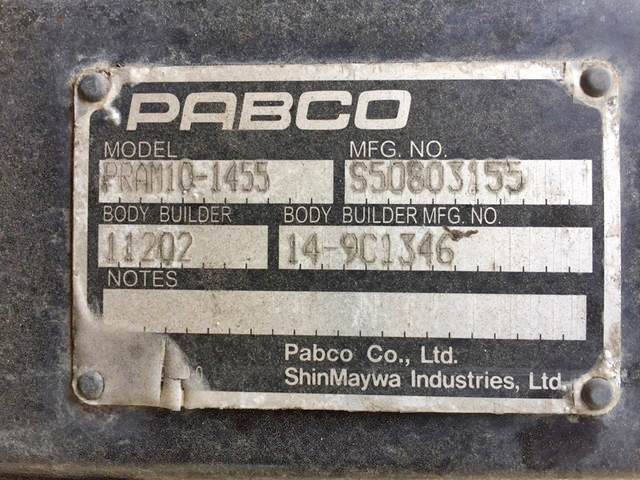 PABCO
MODEL MFG. NO.
PRAM10-1455 S50803155
BODY BUILDER BODY BUILDER MFG. NO.
11202 14-9C1346
NOTES
Pabco Co., Ltd.
ShinMaywa Industries, Ltd.